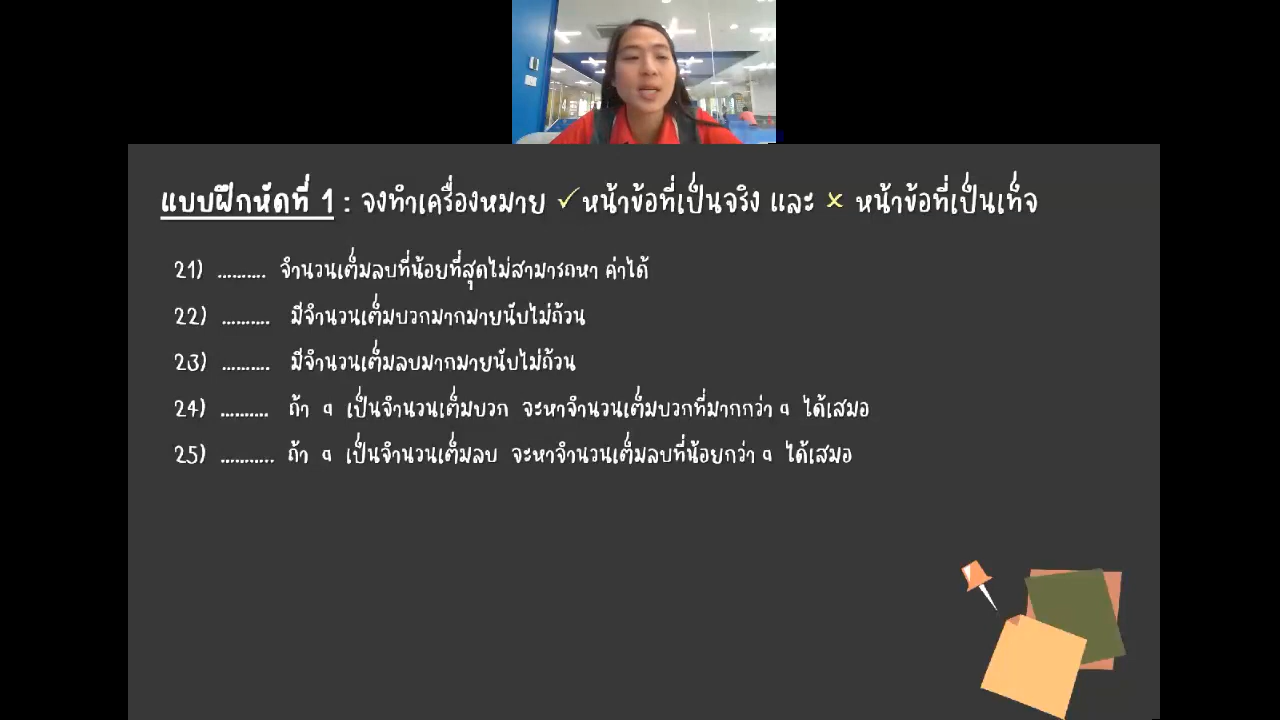 แบบฝึกหัดที่ 1 : จงทำเครื่องหมาย ✓ หน้าข้อที่เป็นจริง และ × หน้าข้อที่เป็นเท็จ
21) .......... จำนวนเต็มลบที่น้อยที่สุดไม่สามารถหา ค่าได้
22) .......... มีจำนวนเต็มบวกมากมายนับไม่ถ้วน
23) .......... มีจำนวนเต็มลบมากมายนับไม่ถ้วน
24) .......... ถ้า a เป็นจำนวนเต็มบวก จะหาจำนวนเต็มบวกที่มากกว่า a ได้เสมอ
25) ........... ถ้า a เป็นจำนวนเต็มลบ จะหาจำนวนเต็มลบที่น้อยกว่า a ได้เสมอ